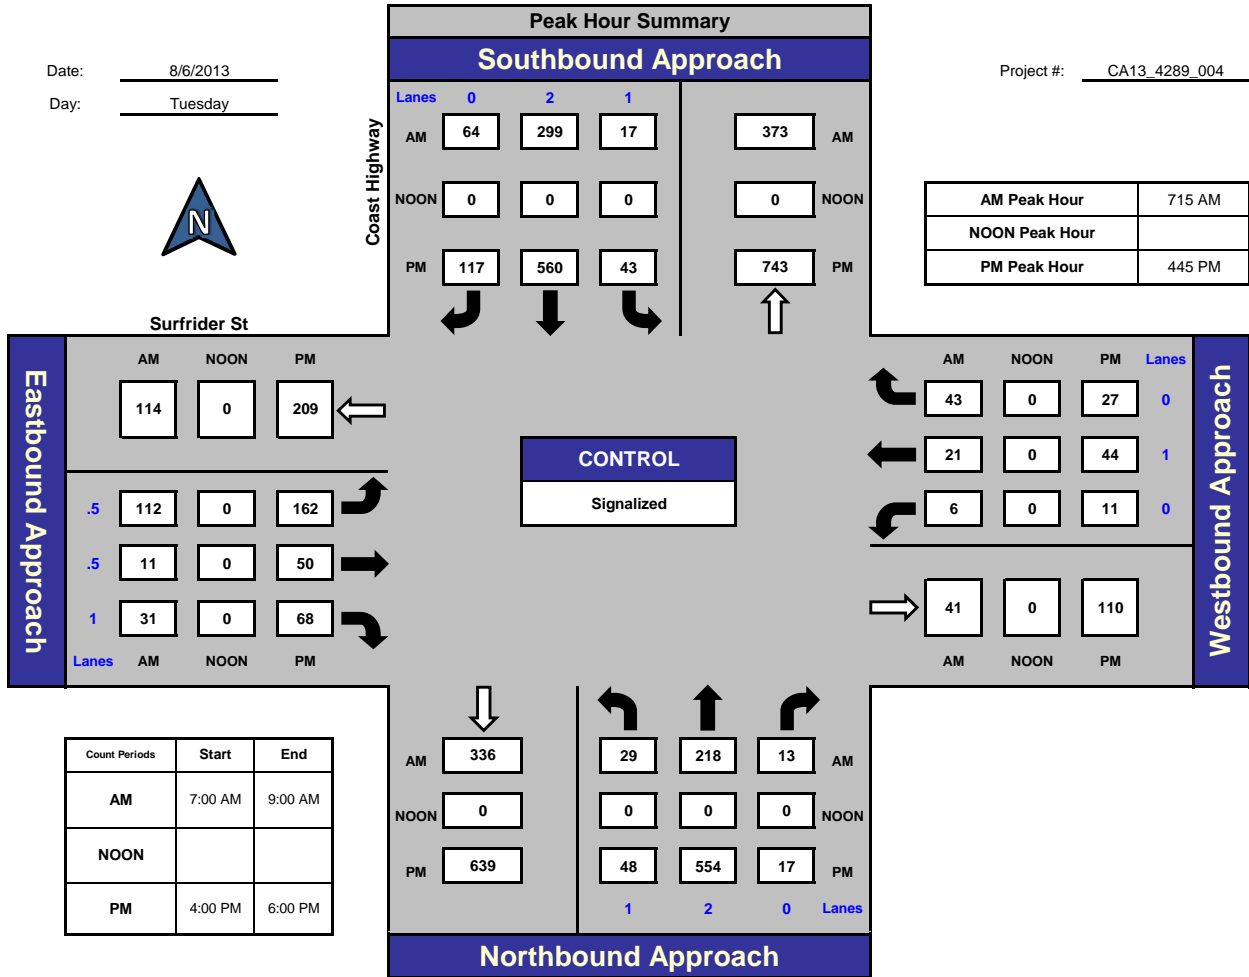 Peak Hour Summary
Southbound Approach
Date: 8/6/2013
Project #: CA13_4289_004
Day: Tuesday
Lanes 0 2 1
AM 64 299 17 373 AM
Coast Highway
N
NOON 0 0 0 0 NOON
AM Peak Hour 715 AM
NOON Peak Hour
PM Peak Hour 445 PM
PM 117 560 43 743 PM
Surfrider St
Eastbound Approach
AM NOON PM
114 0 209
.5 112 0 162
.5 11 0 50
1 31 0 68
Lanes AM NOON PM
CONTROL
Signalized
AM NOON PM Lanes
43 0 27 0
21 0 44 1
6 0 11 0
41 0 110
AM NOON PM
Westbound Approach
Count Periods Start End
AM 7:00 AM 9:00 AM
NOON
PM 4:00 PM 6:00 PM
AM 336 29 218 13 AM
NOON 0 0 0 0 NOON
PM 639 48 554 17 PM
1 2 0 Lanes
Northbound Approach